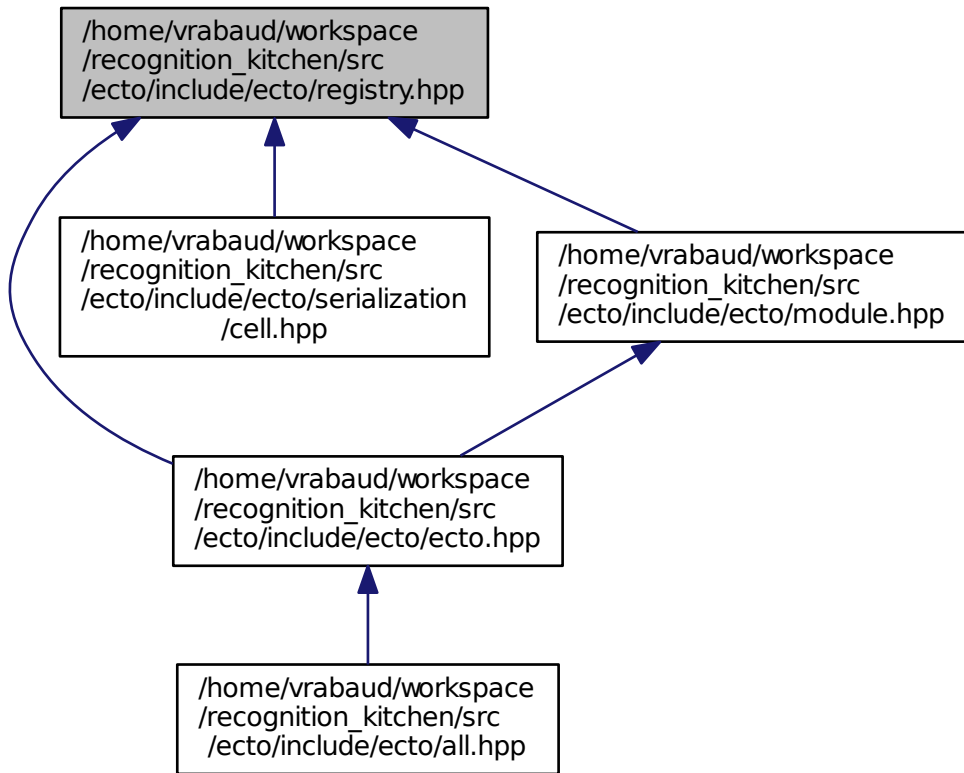 /home/vrabaud/workspace
/recognition_kitchen/src
/ecto/include/ecto/registry.hpp
/home/vrabaud/workspace
/recognition_kitchen/src
/ecto/include/ecto/serialization
/cell.hpp
/home/vrabaud/workspace
/recognition_kitchen/src
/ecto/include/ecto/module.hpp
/home/vrabaud/workspace
/recognition_kitchen/src
/ecto/include/ecto/ecto.hpp
/home/vrabaud/workspace
/recognition_kitchen/src
/ecto/include/ecto/all.hpp